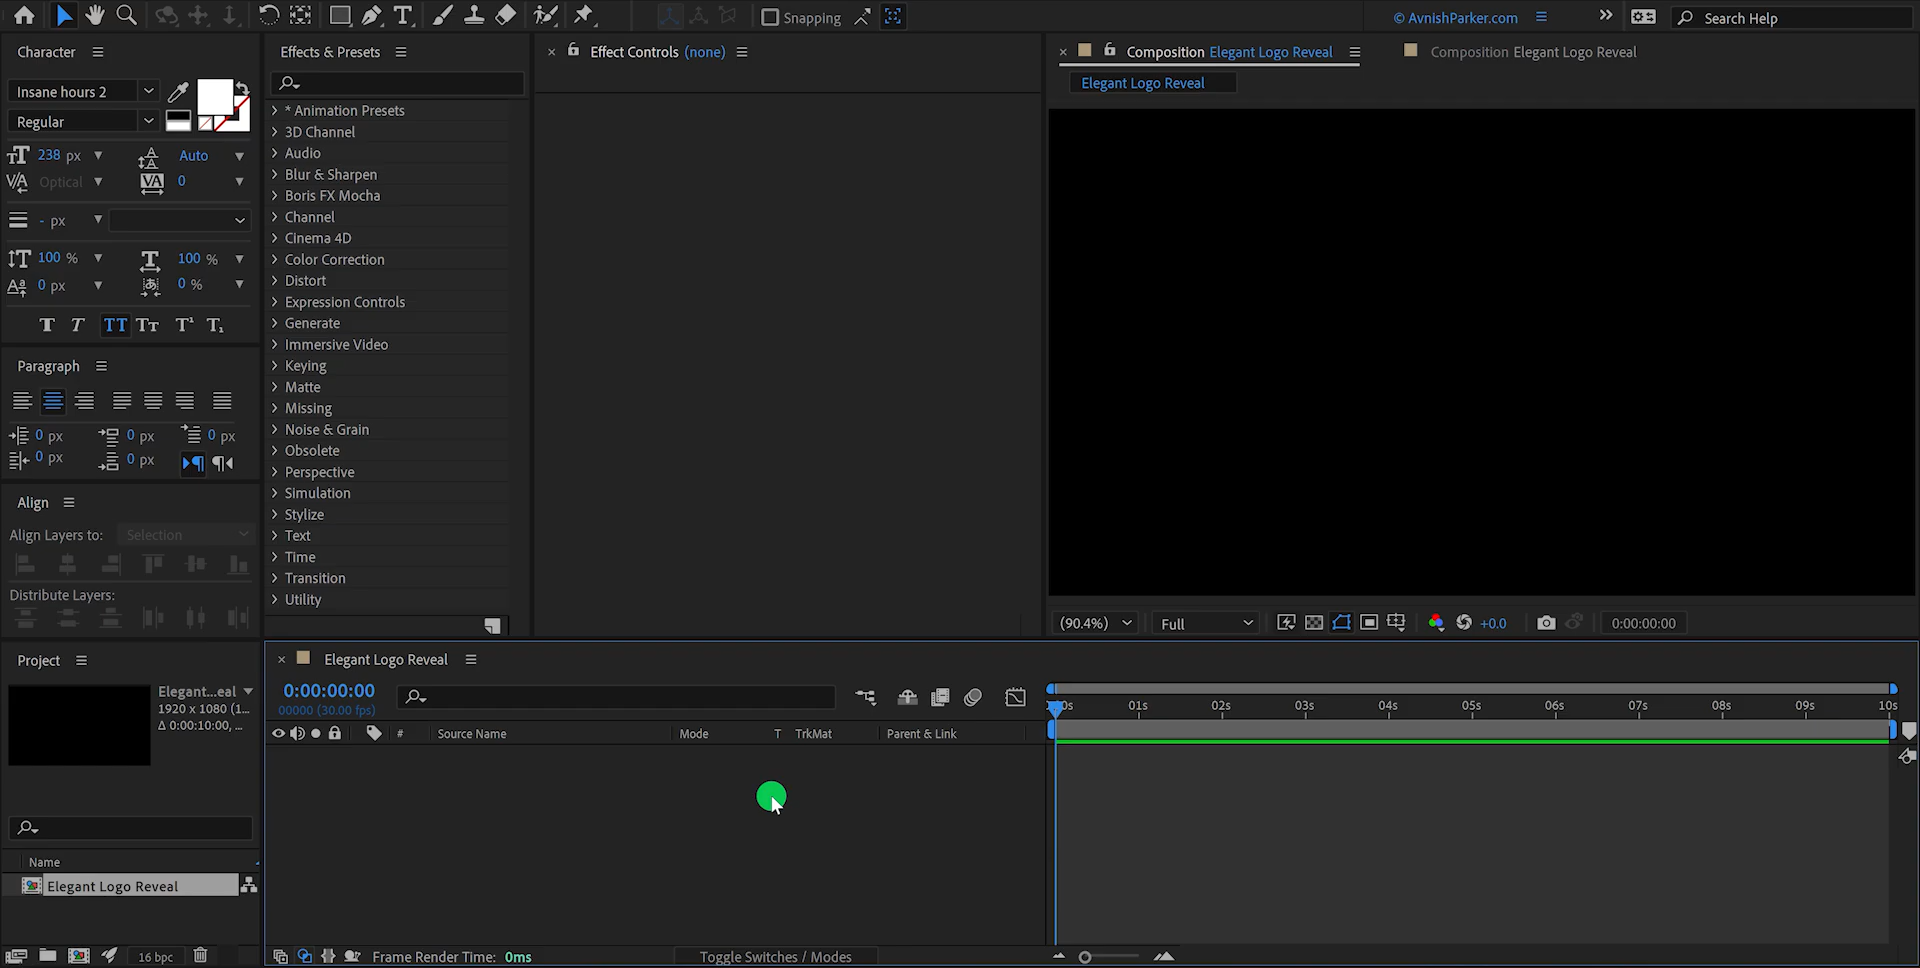 Snapping
© AvnishParker.com
Search Help
Character
Insane hours 2
Regular
238 px
Auto
Optical
0
- px
100 %
100 %
0 px
0 %
T T TT Tт T¹ T₁
Paragraph
0 px
0 px
0 px
0 px
0 px
Align
Align Layers to:
Selection
Distribute Layers:
Effects & Presets
* Animation Presets
3D Channel
Audio
Blur & Sharpen
Boris FX Mocha
Channel
Cinema 4D
Color Correction
Distort
Expression Controls
Generate
Immersive Video
Keying
Matte
Missing
Noise & Grain
Obsolete
Perspective
Simulation
Stylize
Text
Time
Transition
Utility
Effect Controls (none)
Composition Elegant Logo Reveal
Composition Elegant Logo Reveal
Elegant Logo Reveal
(90.4%)
Full
+0.0
0:00:00:00
Project
Elegant...eal
1920 x 1080 (1...
Δ 0:00:10:00, ...
Name
Elegant Logo Reveal
16 bpc
Elegant Logo Reveal
0:00:00:00
00000 (30.00 fps)
#
Source Name
Mode
T
TrkMat
Parent & Link
01s
02s
03s
04s
05s
06s
07s
08s
09s
10s
Frame Render Time: 0ms
Toggle Switches / Modes